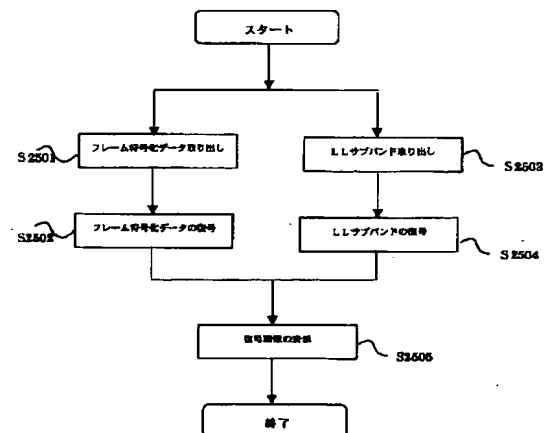 スタート
S2501
フレーム符号化データ取り出し
LLサブバンド取り出し
S2503
S2502
フレーム符号化データの復号
LLサブバンドの復号
S2504
復号画像の表示
S2505
終了